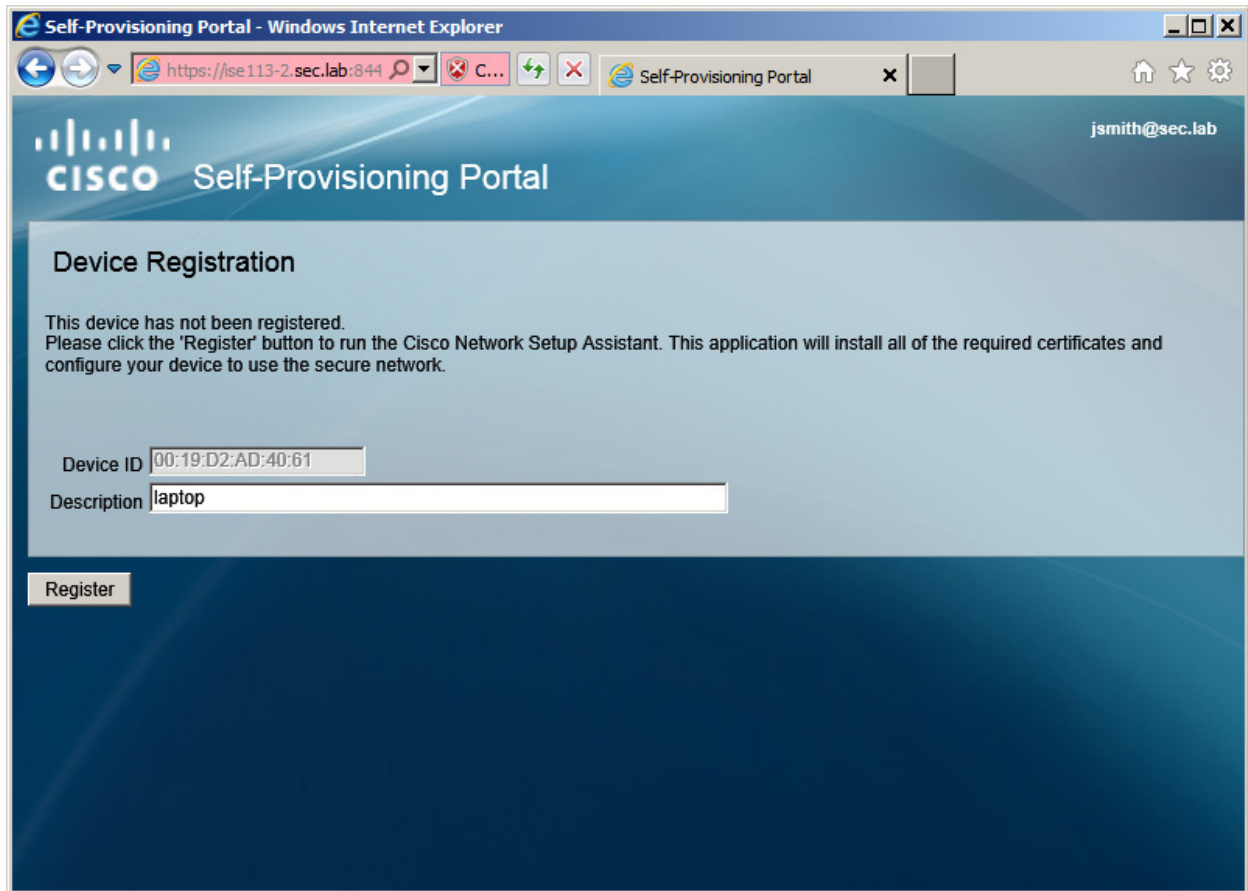 Self-Provisioning Portal - Windows Internet Explorer
https://ise113-2.sec.lab:844 C... Self-Provisioning Portal
jsmith@sec.lab
CISCO Self-Provisioning Portal
Device Registration
This device has not been registered.
Please click the 'Register' button to run the Cisco Network Setup Assistant. This application will install all of the required certificates and
configure your device to use the secure network.
Device ID 00:19:D2:AD:40:61
Description laptop
Register